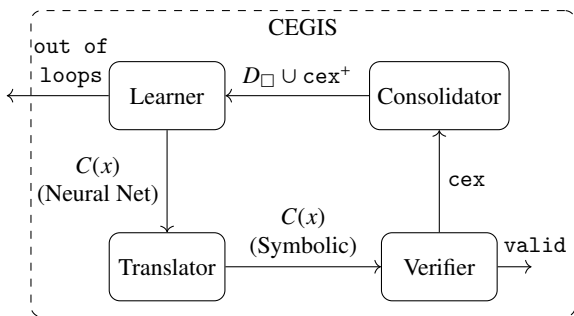 CEGIS
out of
loops
Learner
D□ ∪ cex⁺
Consolidator
C(x)
(Neural Net)
cex
C(x)
(Symbolic)
Translator
Verifier
valid